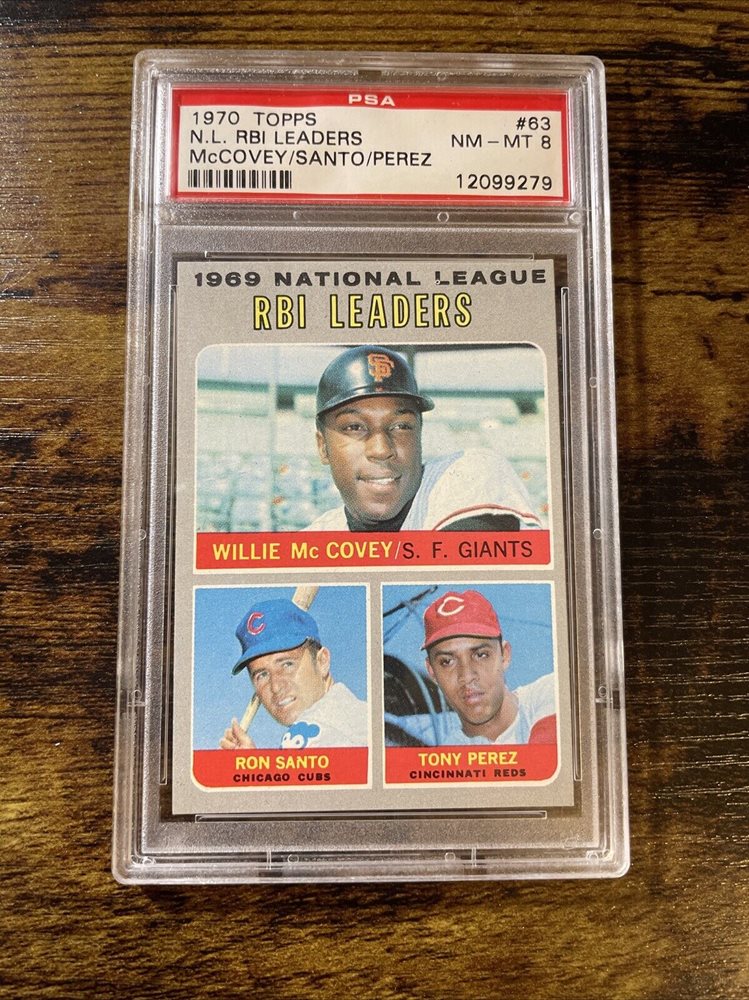 PSA
1970 TOPPS #63
N.L. RBI LEADERS NM-MT 8
McCOVEY/SANTO/PEREZ
12099279
1969 NATIONAL LEAGUE
RBI LEADERS
SF
WILLIE Mc COVEY/S. F. GIANTS
C
C
RON SANTO
CHICAGO CUBS
TONY PEREZ
CINCINNATI REDS